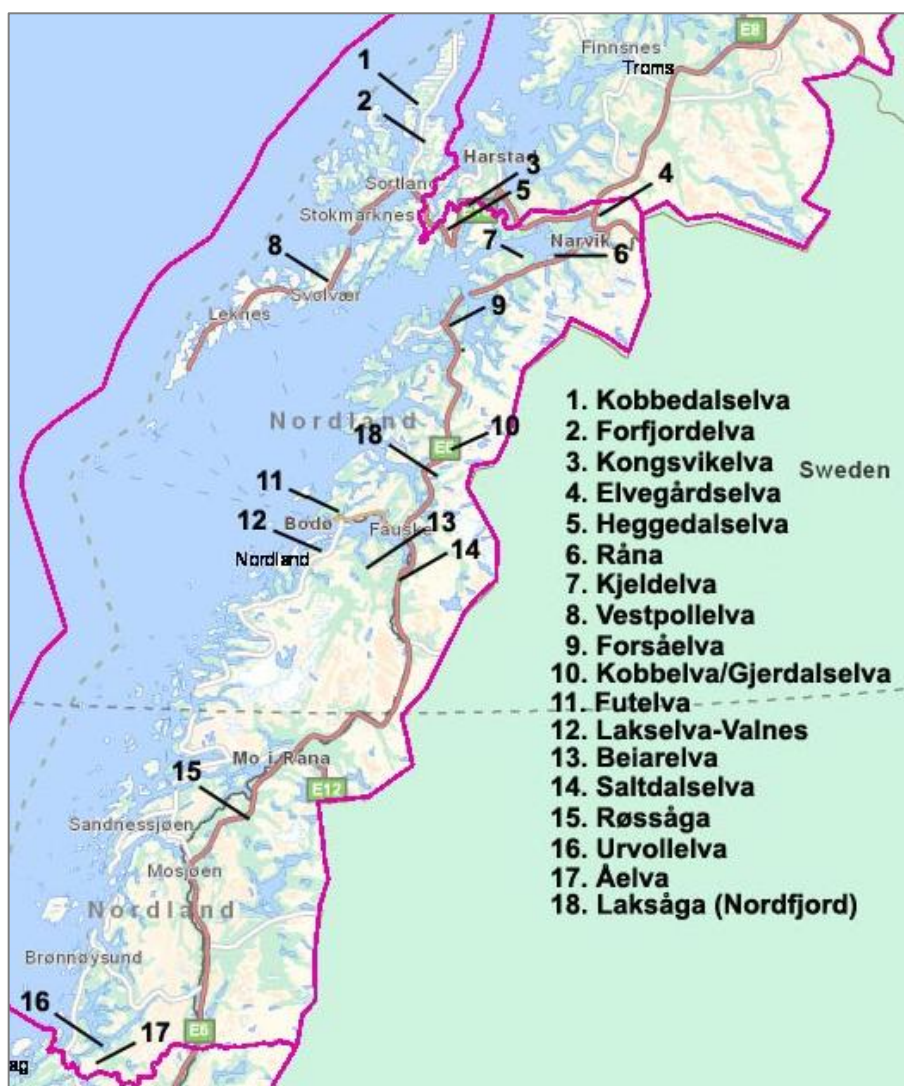 E8
Finnsnes
Troms
1
2
Harstad
3
Sortland
5
4
Stokmarknes
7
Narvik
6
8
Svolvær
Leknes
9
Nordland
10
E6
18
11
Bodø
Fauske
13
12
Nordland
14
1. Kobbedalselva
2. Forfjordelva
3. Kongsvikelva
Sweden
4. Elvegårdselva
5. Heggedalselva
6. Råna
7. Kjeldelva
8. Vestpollelva
9. Forsåelva
10. Kobbelva/Gjerdalselva
11. Futelva
12. Lakselva-Valnes
13. Beiarelva
14. Saltdalselva
15. Røssåga
16. Urvollelva
17. Åelva
18. Laksåga (Nordfjord)
Mo i Rana
15
E12
Sandnessjøen
Mosjøen
Nordland
Brønnøysund
16
17
E6
ag